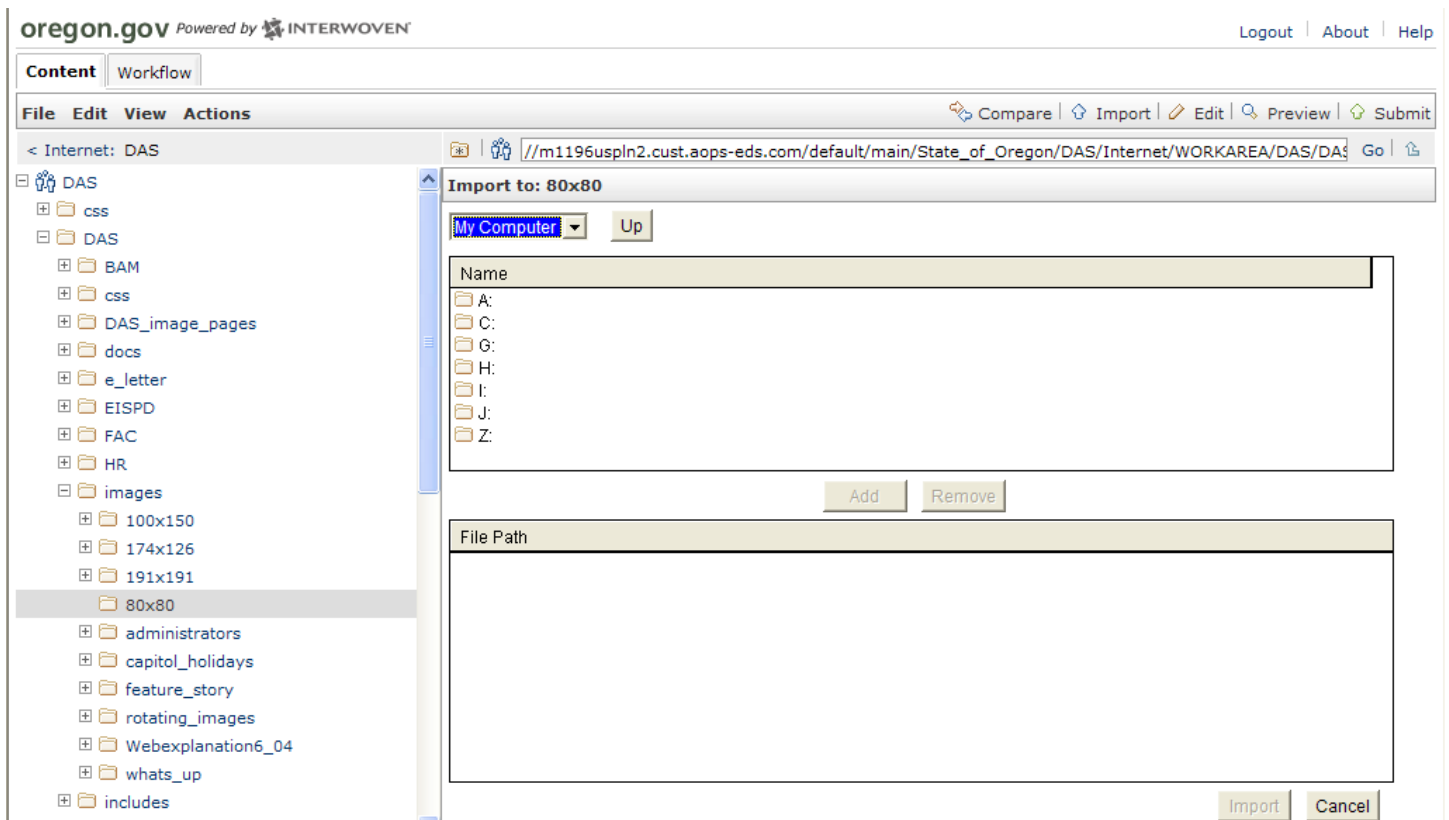 oregon.gov Powered by INTERWOVEN
Logout About Help
Content Workflow
File Edit View Actions
Compare Import Edit Preview Submit
< Internet: DAS
//m1196uspln2.cust.aops-eds.com/default/main/State_of_Oregon/DAS/Internet/WORKAREA/DAS/DAS Go
DAS
css
DAS
BAM
css
DAS_image_pages
docs
e_letter
EISPD
FAC
HR
images
100x150
174x126
191x191
80x80
administrators
capitol_holidays
feature_story
rotating_images
Webexplanation6_04
whats_up
includes
Import to: 80x80
My Computer Up
Name
A:
C:
G:
H:
I:
J:
Z:
Add Remove
File Path
Import Cancel